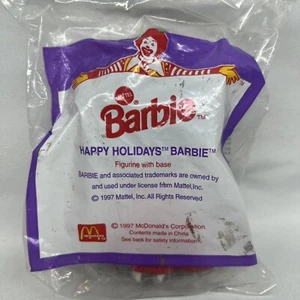 MATTEL
Barbie™
HAPPY HOLIDAYS™ BARBIE™
Figurine with base
BARBIE and associated trademarks are owned by
and used under license from Mattel, Inc.
© 1997 Mattel, Inc. All Rights Reserved
© 1997 McDonald's Corporation
Contents made in China
See back for safety information.